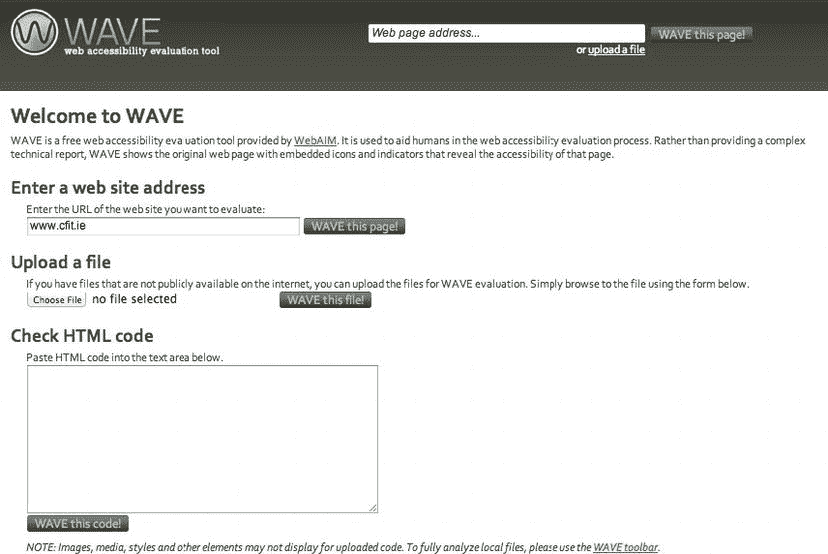 WAVE
web accessibility evaluation tool
Web page address...
WAVE this page!
or upload a file
Welcome to WAVE
WAVE is a free web accessibility evaluation tool provided by WebAIM. It is used to aid humans in the web accessibility evaluation process. Rather than providing a complex
technical report, WAVE shows the original web page with embedded icons and indicators that reveal the accessibility of that page.
Enter a web site address
Enter the URL of the web site you want to evaluate:
www.cfit.ie WAVE this page!
Upload a file
If you have files that are not publicly available on the internet, you can upload the files for WAVE evaluation. Simply browse to the file using the form below.
Choose File no file selected WAVE this file!
Check HTML code
Paste HTML code into the text area below.
WAVE this code!
NOTE: Images, media, styles and other elements may not display for uploaded code. To fully analyze local files, please use the WAVE toolbar.